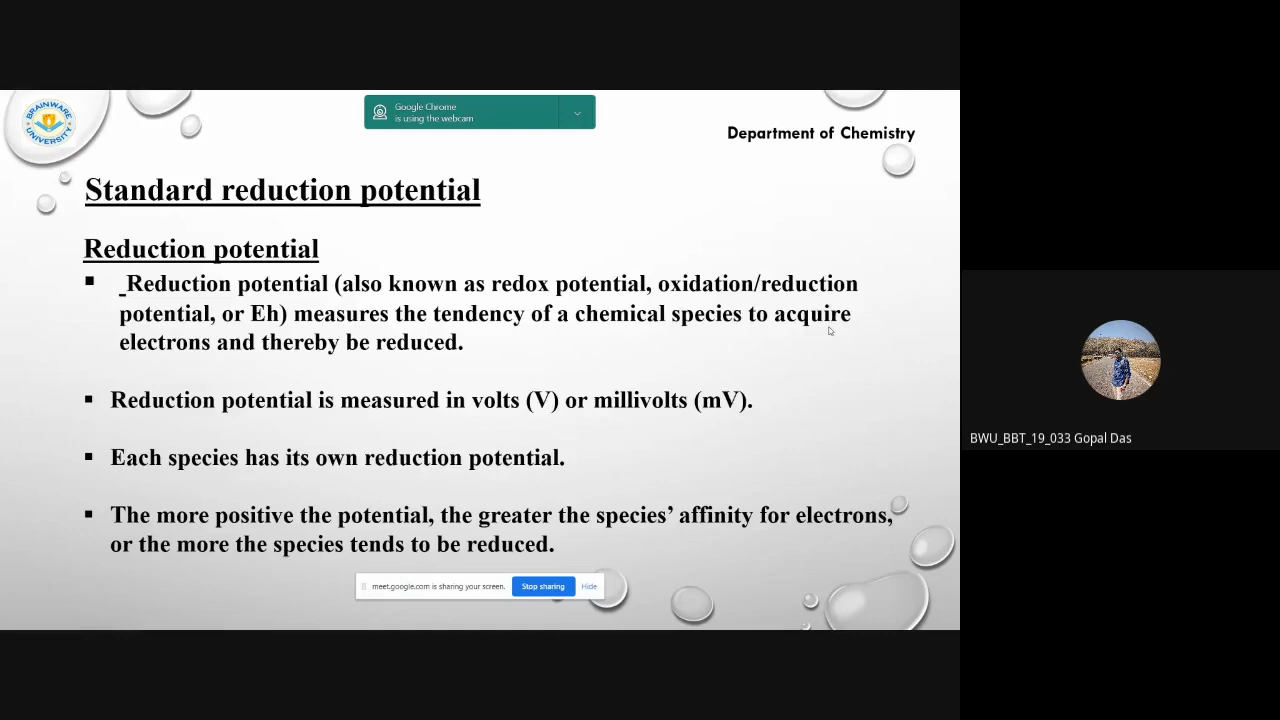 BRAINWARE
UNIVERSITY
Google Chrome
is using the webcam
Department of Chemistry
Standard reduction potential
Reduction potential
Reduction potential (also known as redox potential, oxidation/reduction
potential, or Eh) measures the tendency of a chemical species to acquire
electrons and thereby be reduced.
Reduction potential is measured in volts (V) or millivolts (mV).
Each species has its own reduction potential.
The more positive the potential, the greater the species’ affinity for electrons,
or the more the species tends to be reduced.
meet.google.com is sharing your screen. Stop sharing Hide
BWU_BBT_19_033 Gopal Das